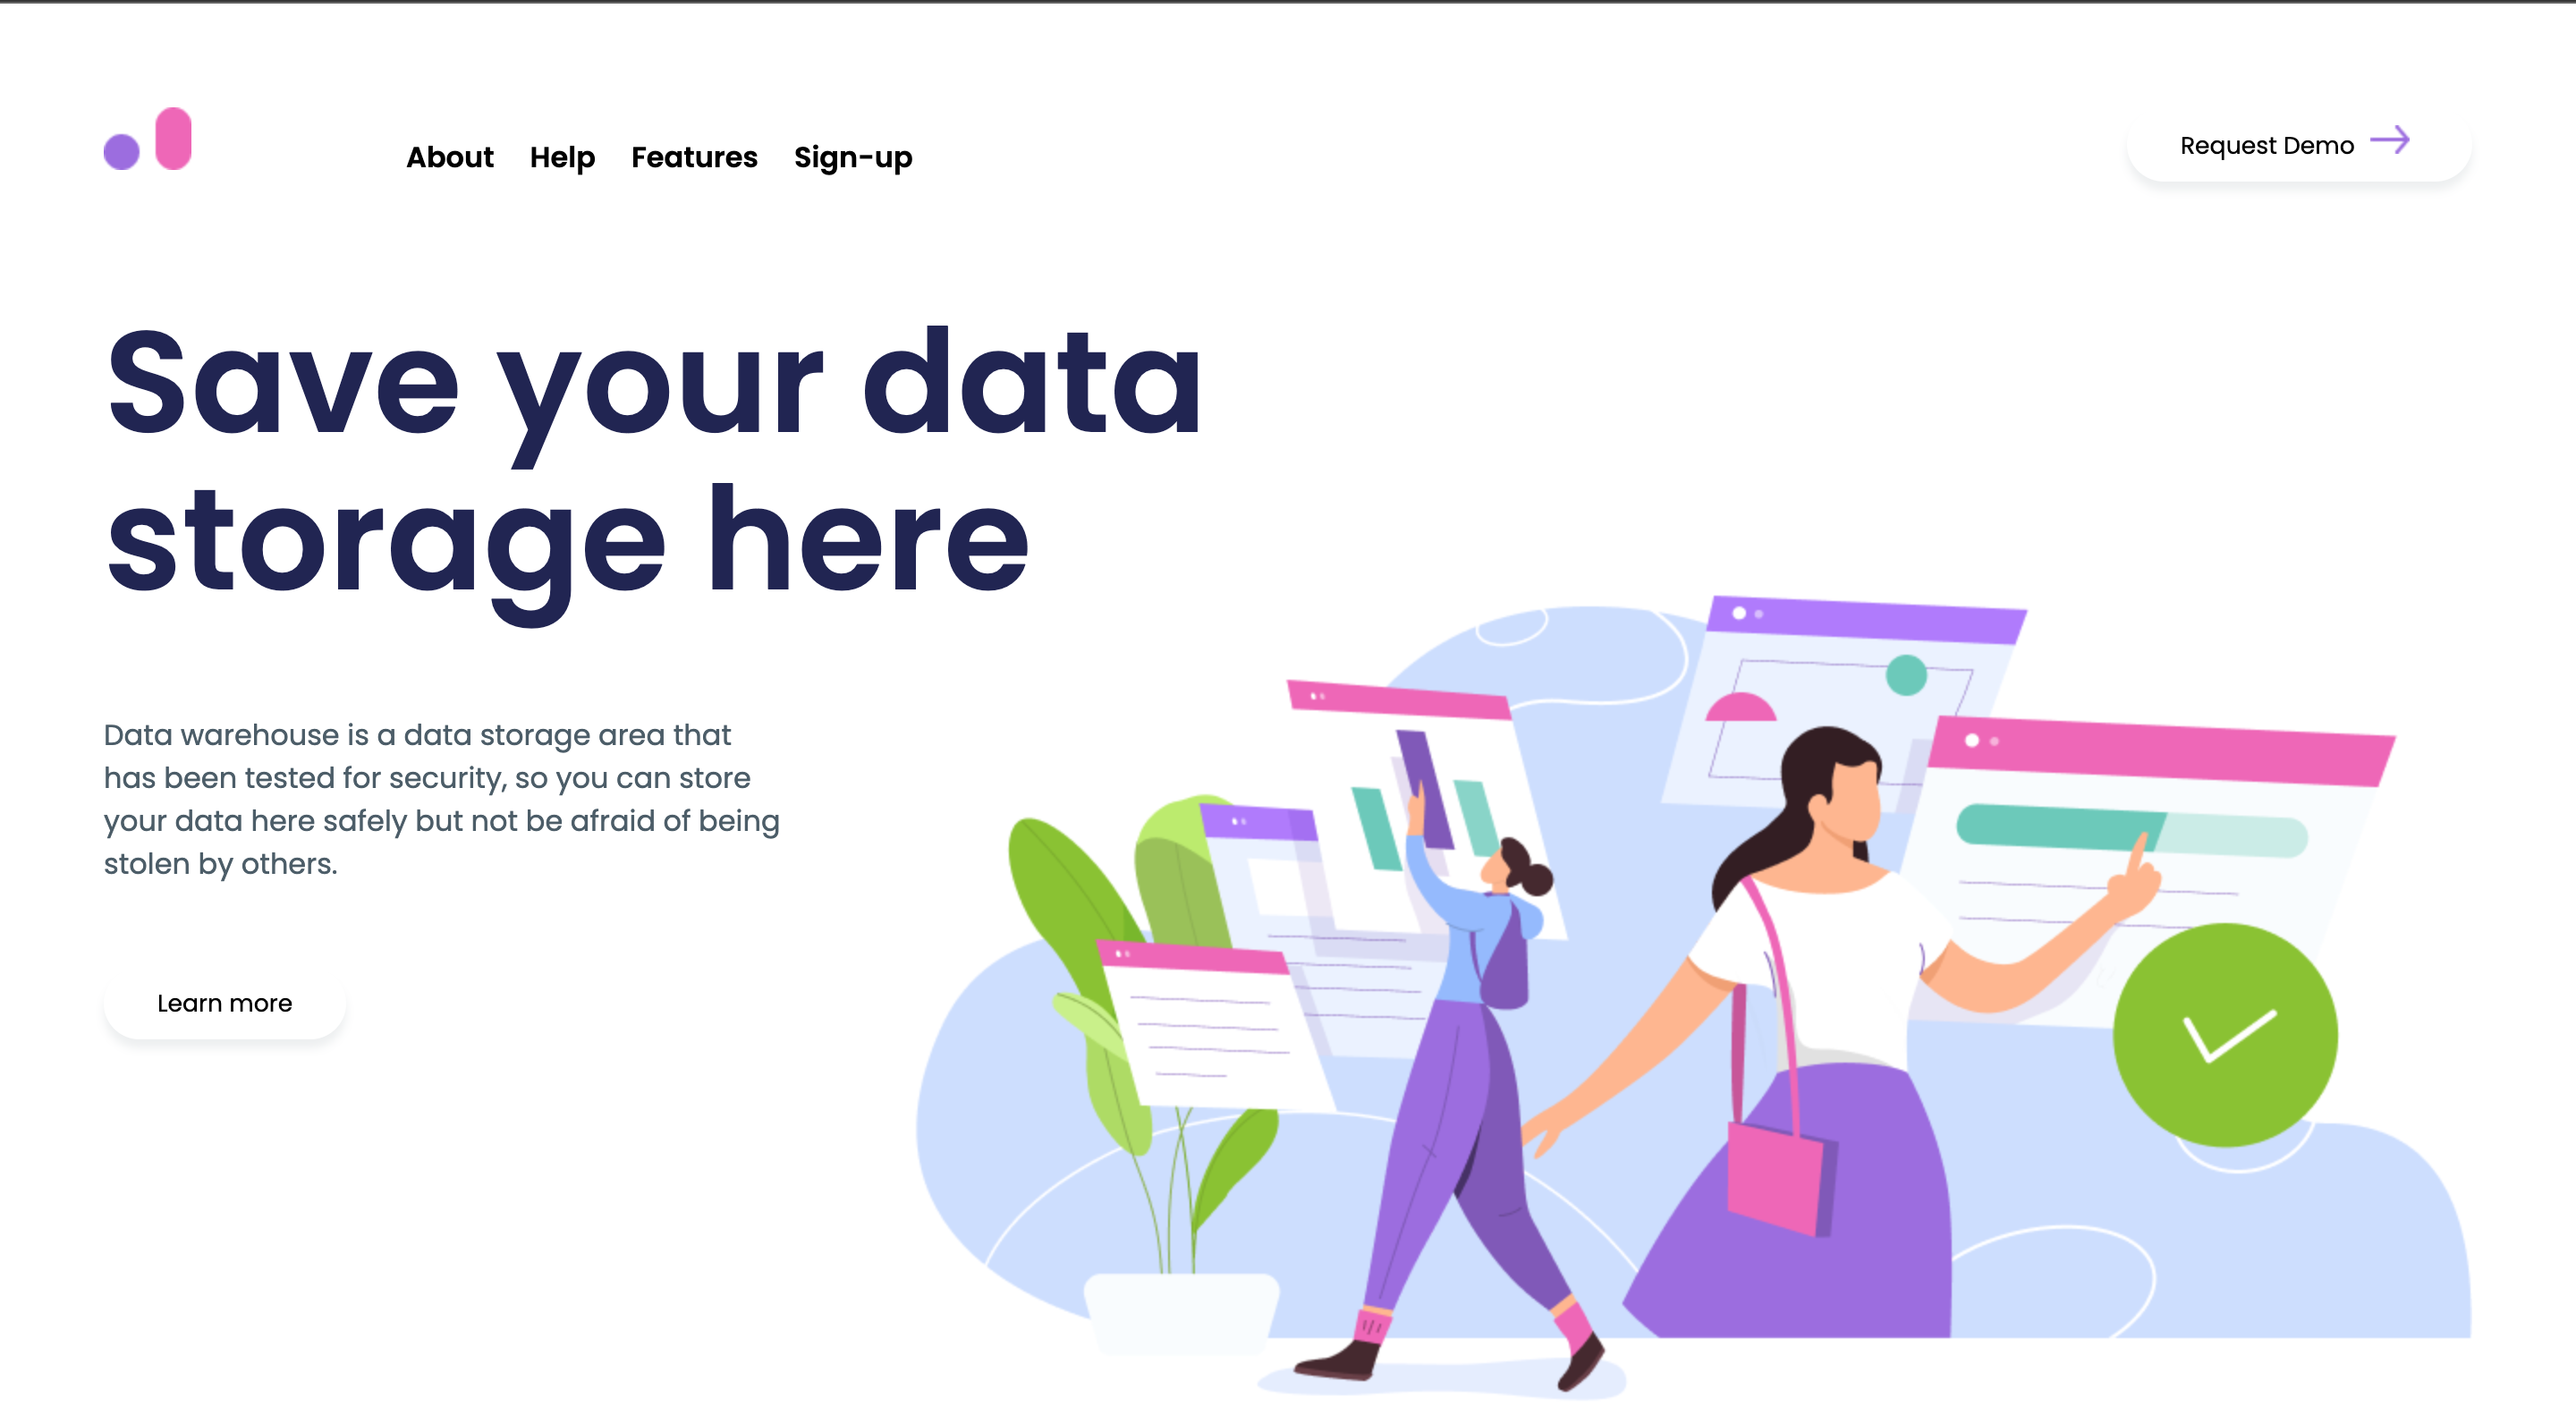 About Help Features Sign-up
Request Demo
Save your data
storage here
Data warehouse is a data storage area that
has been tested for security, so you can store
your data here safely but not be afraid of being
stolen by others.
Learn more